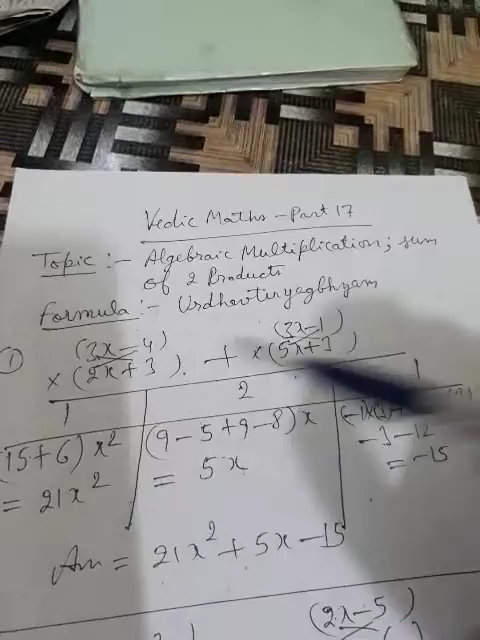 Vedic Maths - Part 17
Topic :- Algebraic Multiplication; sum
of 2 Products
Formula :- Urdhavtiryagbhyam
① (3x-4) (3x-1)
×(2x+3). + ×(5x+3)
1 2 1
(15+6)x² (9-5+9-8)x
-3-12
= 21x² = 5x = -15
Ans = 21x² + 5x - 15
(2x-5)